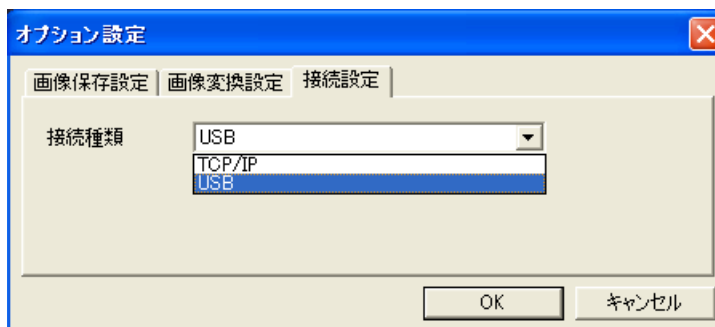 オプション設定
画像保存設定 画像変換設定 接続設定
接続種類 USB
TCP/IP
USB
OK キャンセル